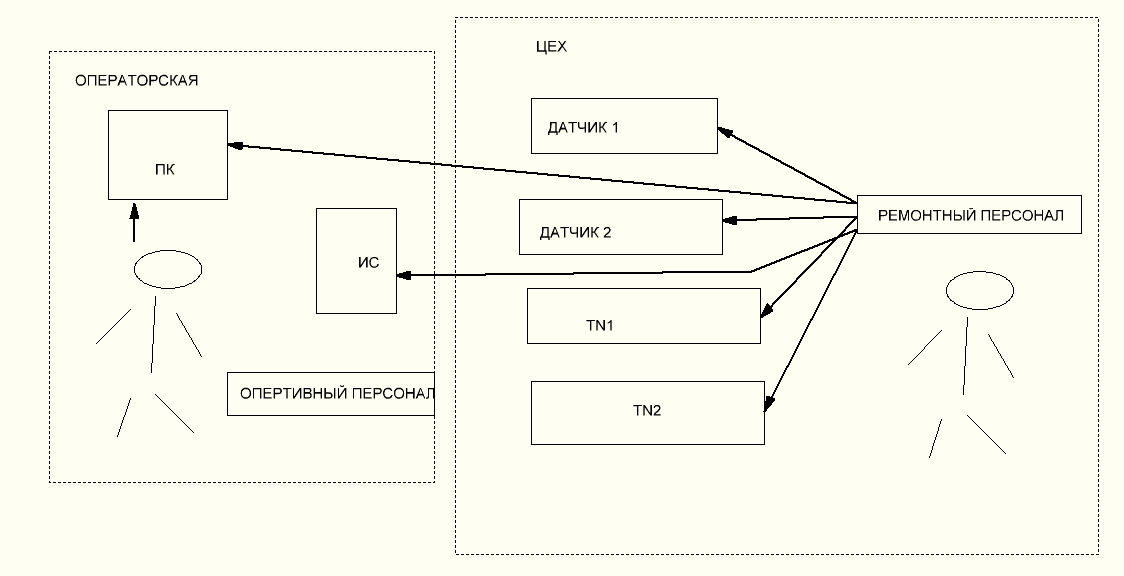 ОПЕРАТОРСКАЯ
ПК
ИС
ОПЕРТИВНЫЙ ПЕРСОНАЛ
ЦЕХ
ДАТЧИК 1
ДАТЧИК 2
TN1
TN2
РЕМОНТНЫЙ ПЕРСОНАЛ